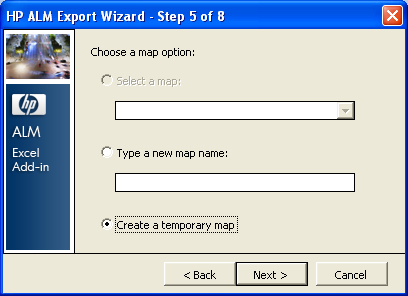 HP ALM Export Wizard - Step 5 of 8
hp
ALM
Excel
Add-in
Choose a map option:
Select a map:
Type a new map name:
Create a temporary map
< Back
Next >
Cancel